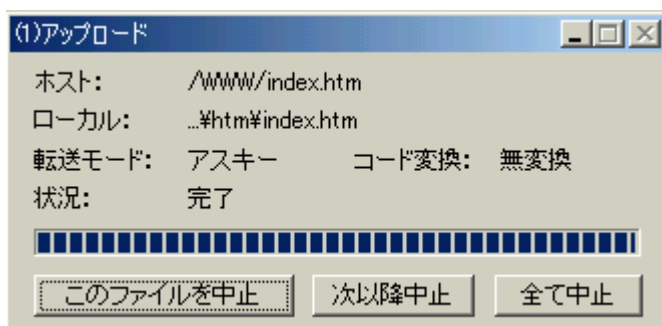 (1)アップロード
ホスト: /WWW/index.htm
ローカル: ...¥htm¥index.htm
転送モード: アスキー コード変換: 無変換
状況: 完了
このファイルを中止 次以降中止 全て中止